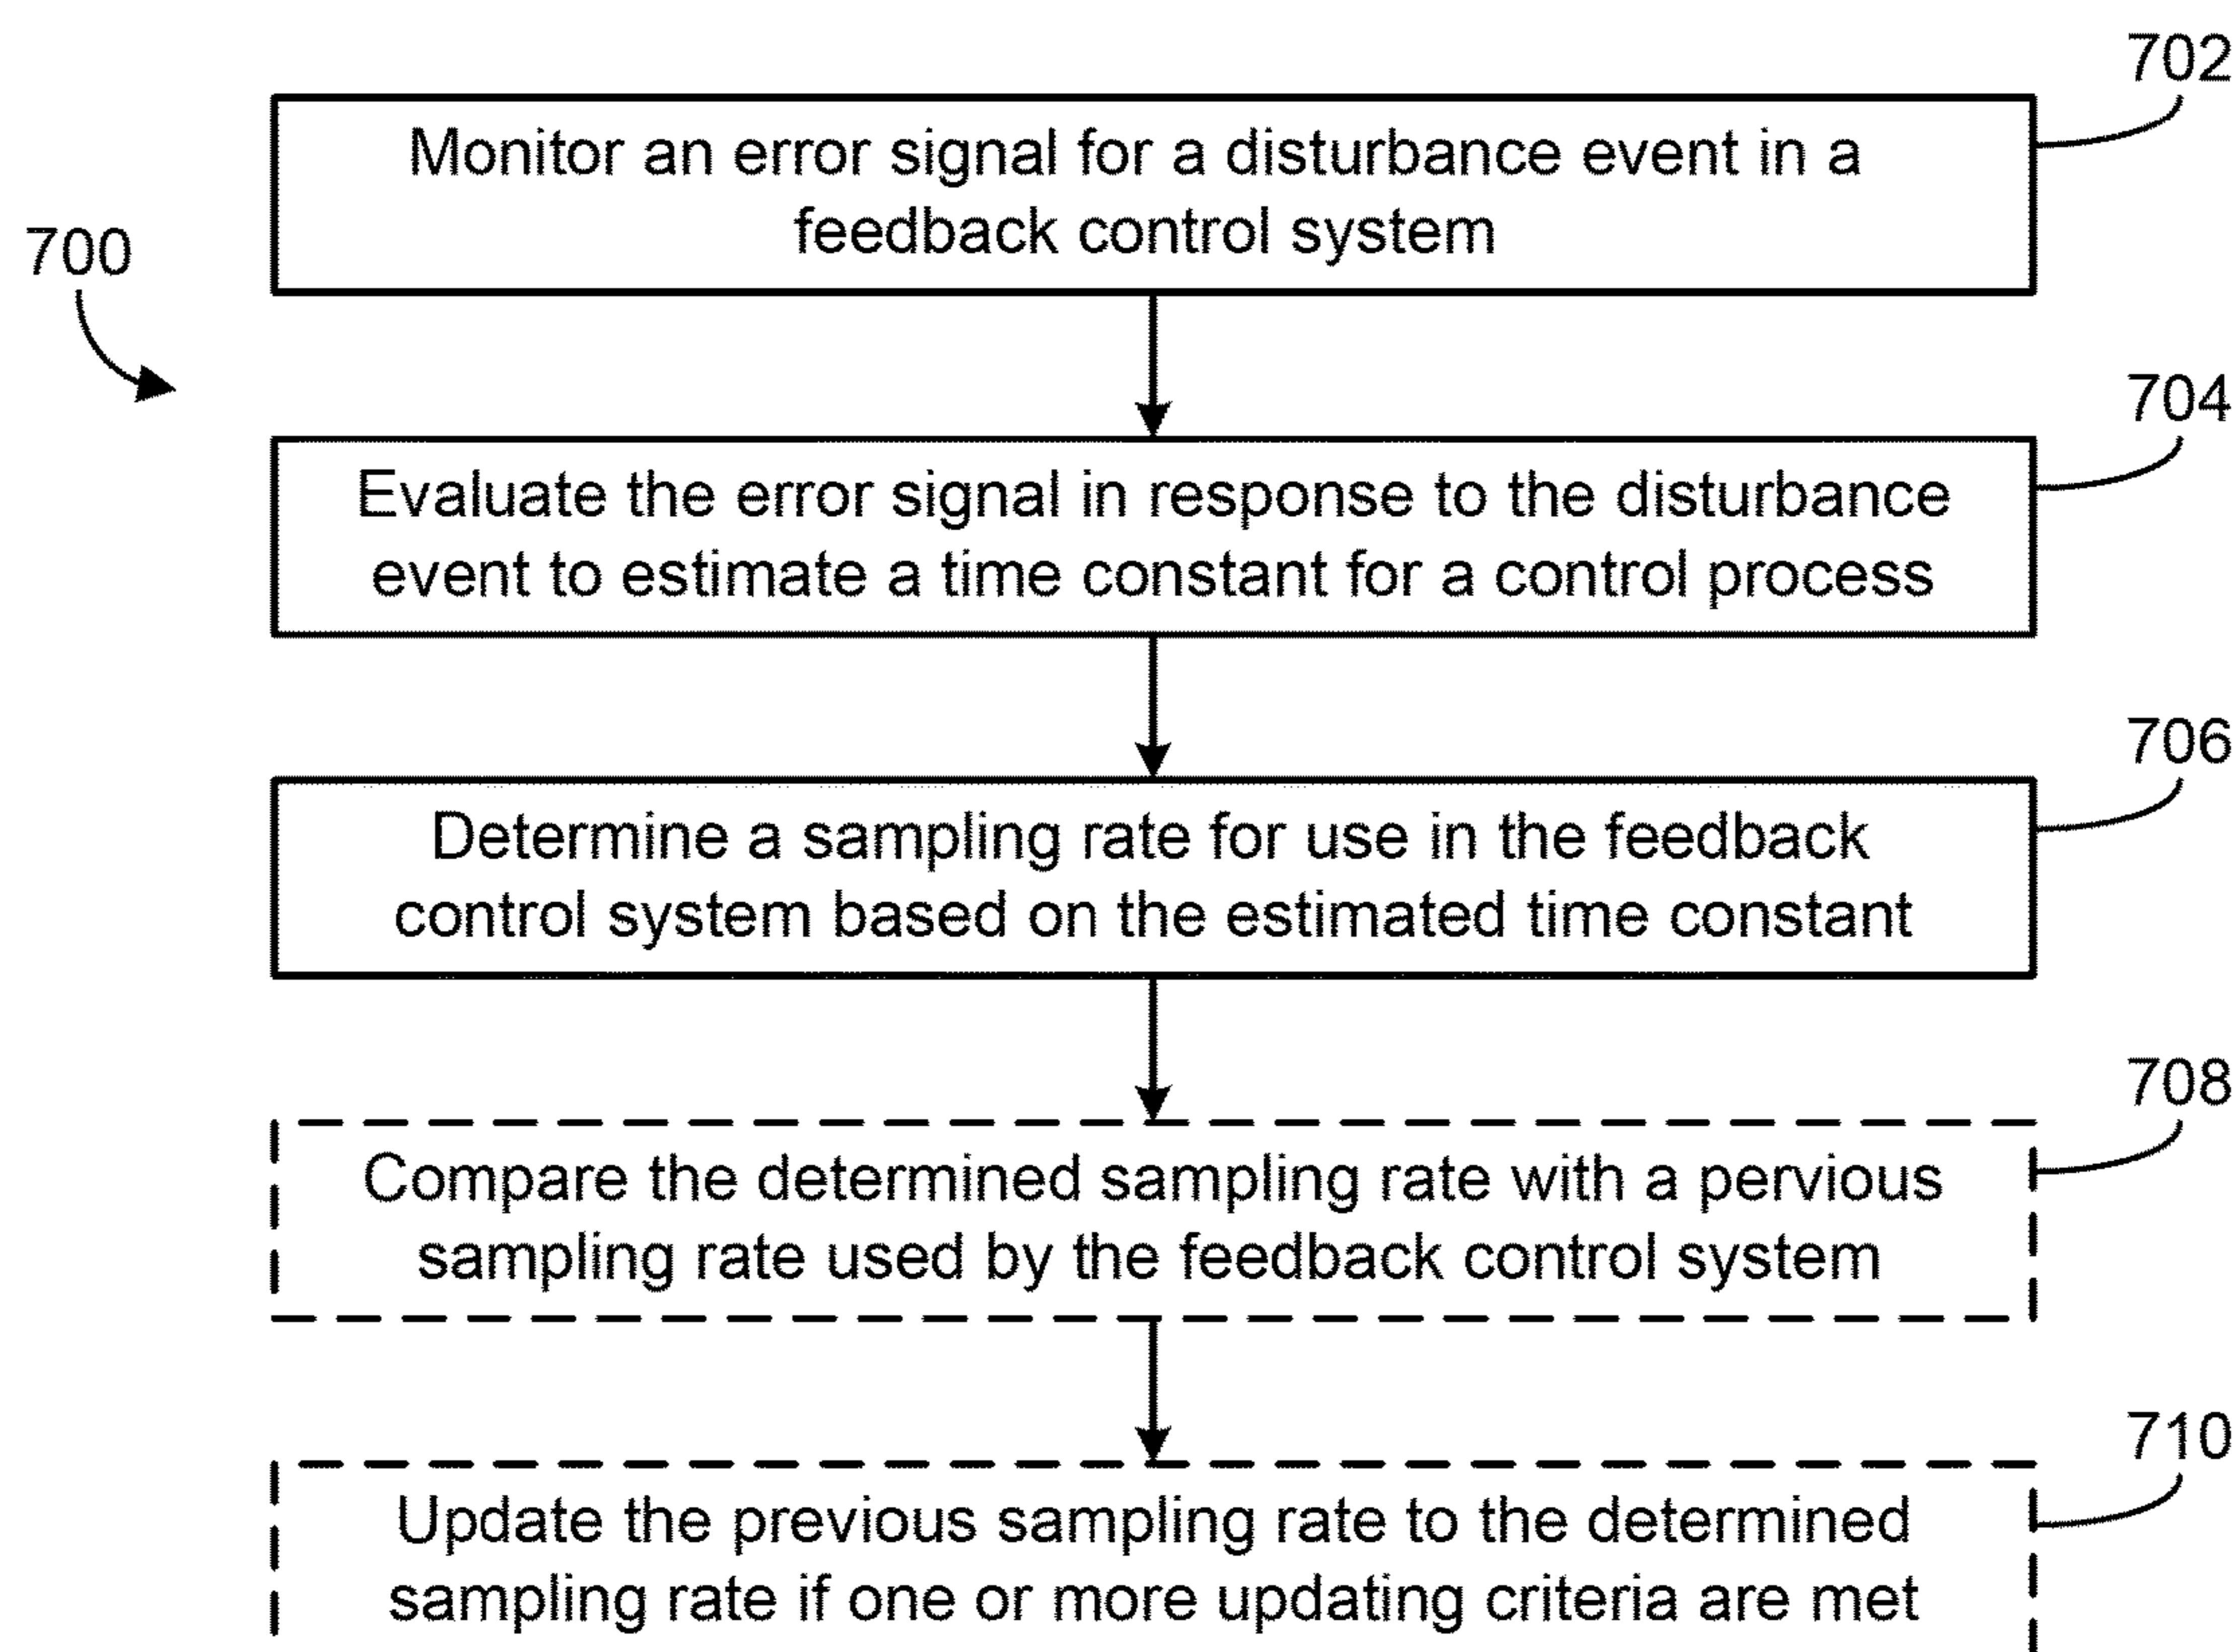 702
Monitor an error signal for a disturbance event in a
feedback control system
700
704
Evaluate the error signal in response to the disturbance
event to estimate a time constant for a control process
706
Determine a sampling rate for use in the feedback
control system based on the estimated time constant
708
Compare the determined sampling rate with a pervious
sampling rate used by the feedback control system
710
Update the previous sampling rate to the determined
sampling rate if one or more updating criteria are met